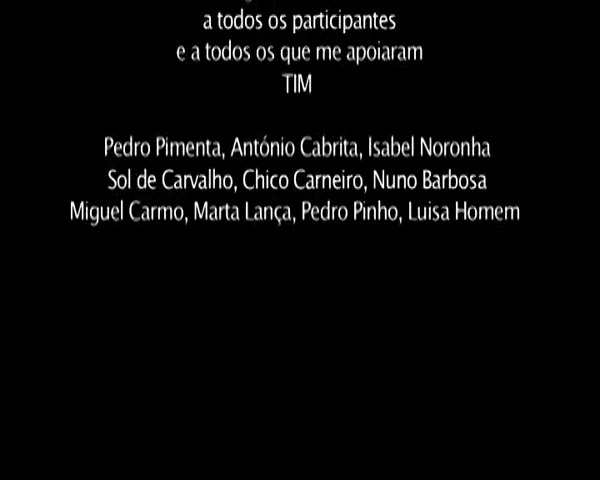 a todos os participantes
e a todos os que me apoiaram
TIM
Pedro Pimenta, António Cabrita, Isabel Noronha
Sol de Carvalho, Chico Carneiro, Nuno Barbosa
Miguel Carmo, Marta Lança, Pedro Pinho, Luisa Homem